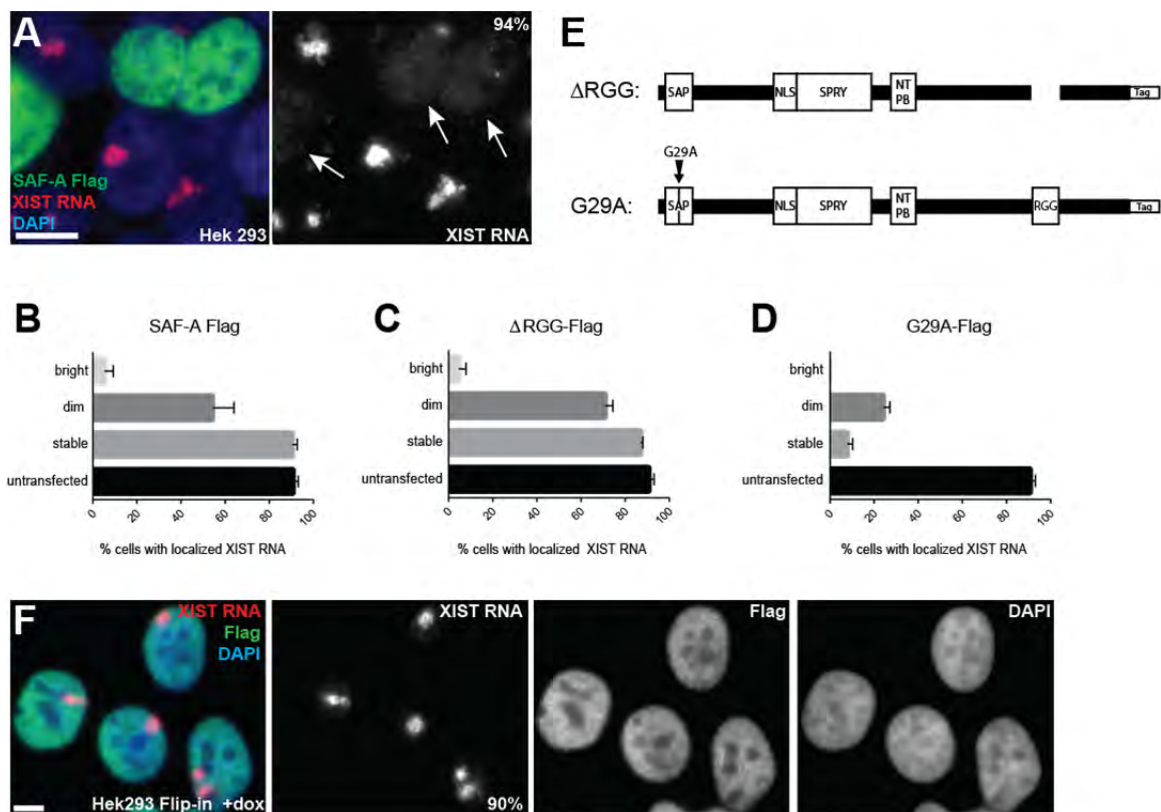 A
SAF-A Flag
XIST RNA
DAPI
Hek 293
94%
XIST RNA
E
ΔRGG:
SAP
NLS
SPRY
NT
PB
Tag
G29A
G29A:
SAP
NLS
SPRY
NT
PB
RGG
Tag
B
SAF-A Flag
bright
dim
stable
untransfected
0
20
40
60
80
100
% cells with localized XIST RNA
C
ΔRGG-Flag
bright
dim
stable
untransfected
0
20
40
60
80
100
% cells with localized XIST RNA
D
G29A-Flag
bright
dim
stable
untransfected
0
20
40
60
80
100
% cells with localized XIST RNA
F
XIST RNA
Flag
DAPI
Hek293 Flip-in +dox
XIST RNA
90%
Flag
DAPI